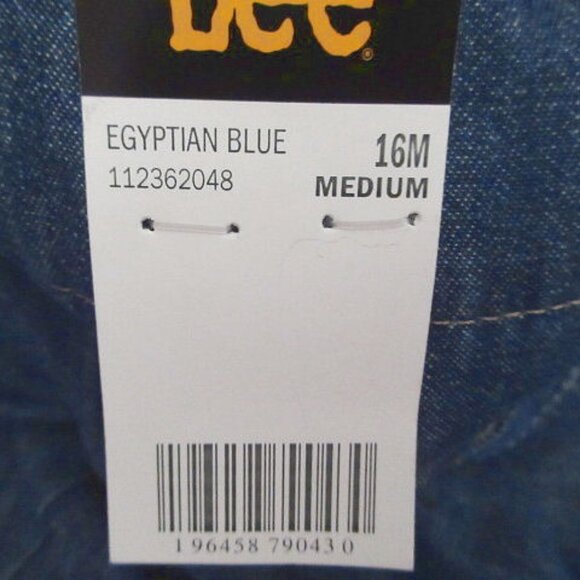 Lee®
EGYPTIAN BLUE
112362048
16M
MEDIUM
1 96458 79043 0